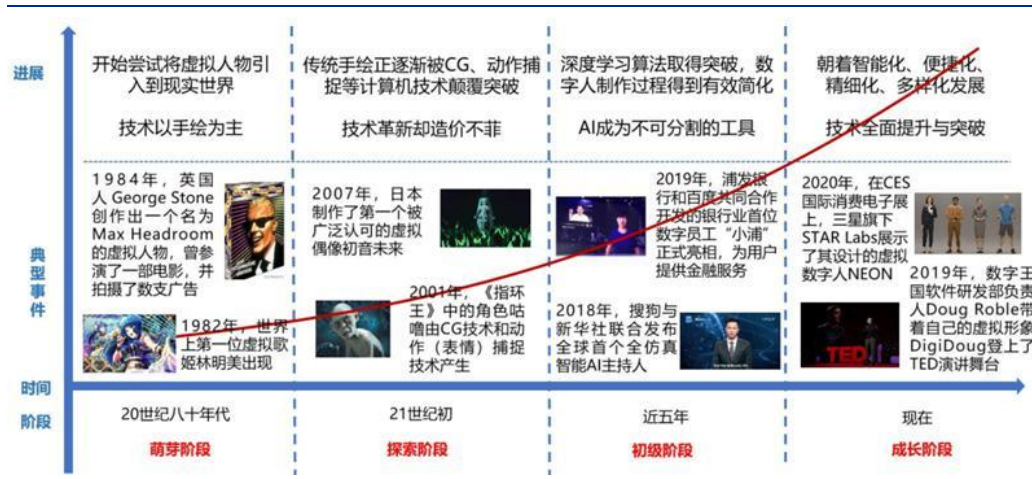 进展
开始尝试将虚拟人物引
入到现实世界
技术以手绘为主
传统手绘正逐渐被CG、动作捕
捉等计算机技术颠覆突破
技术革新却造价不菲
深度学习算法取得突破，数
字人制作过程得到有效简化
AI成为不可分割的工具
朝着智能化、便捷化、
精细化、多样化发展
技术全面提升与突破
典型事件
1984年，英国
人George Stone
创作出一个名为
Max Headroom
的虚拟人物，曾参
演了一部电影，并
拍摄了数支广告
1982年，世界
上第一位虚拟歌
姬林明美出现
2007年，日本
制作了第一个被
广泛认可的虚拟
偶像初音未来
2001年，《指环
王》中的角色咕
噜由CG技术和动
作（表情）捕捉
技术产生
2019年，浦发银
行和百度共同合作
开发的银行业首位
数字员工“小浦”
正式亮相，为用户
提供金融服务
2018年，搜狗与
新华社联合发布
全球首个全仿真
智能AI主持人
2020年，在CES
国际消费电子展
上，三星旗下
STAR Labs展示
了其设计的虚拟
数字人NEON
TED
2019年，数字王
国软件研发部负责
人Doug Roble带
着自己的虚拟形象
DigiDoug登上了
TED演讲舞台
时间
阶段
20世纪八十年代
21世纪初
近五年
现在
萌芽阶段
探索阶段
初级阶段
成长阶段